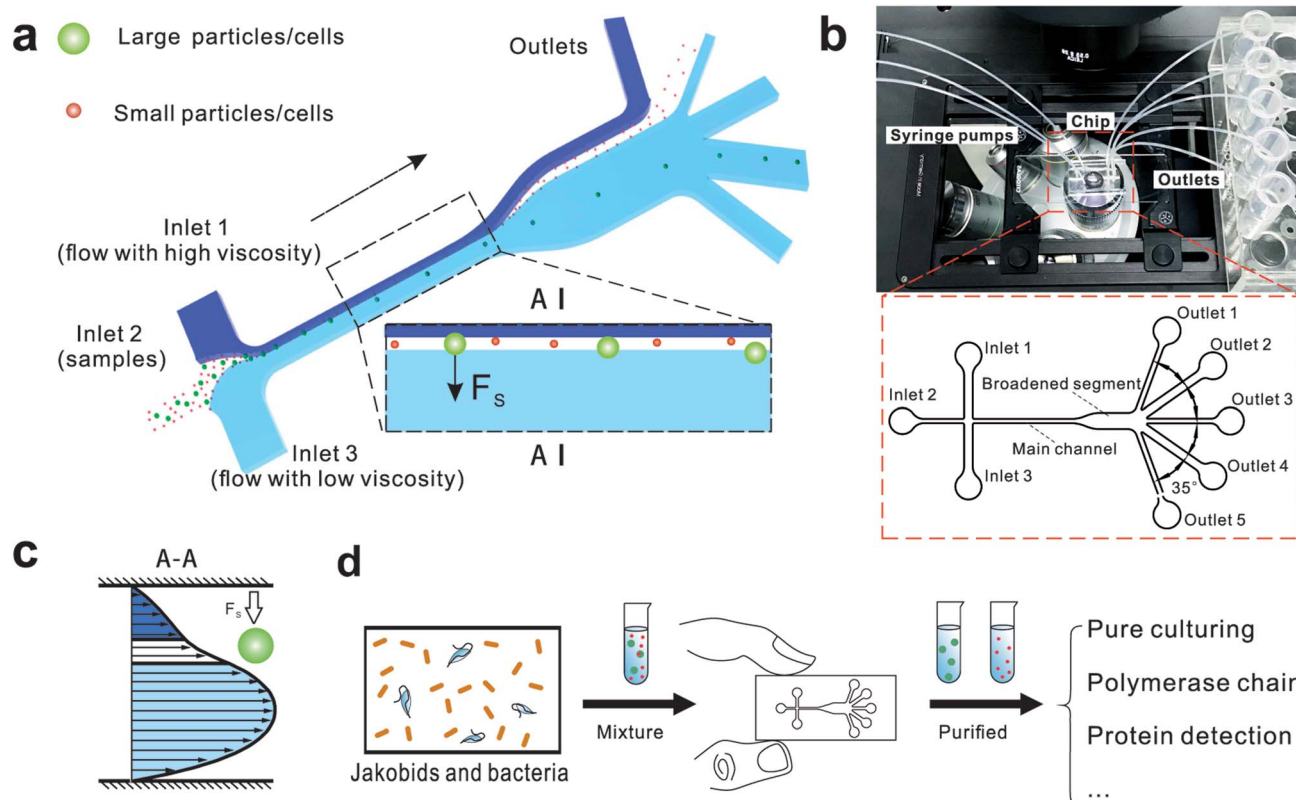 a
Large particles/cells
Small particles/cells
Outlets
Inlet 1
(flow with high viscosity)
Inlet 2
(samples)
Inlet 3
(flow with low viscosity)
A I
Fs
A I
b
Syringe pumps
Chip
Outlets
Inlet 1
Inlet 2
Inlet 3
Broadened segment
Main channel
Outlet 1
Outlet 2
Outlet 3
Outlet 4
35°
Outlet 5
c
A-A
Fs
d
Jakobids and bacteria
Mixture
Purified
Pure culturing
Polymerase chain
Protein detection
...